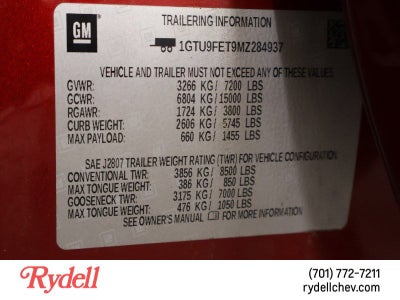 GM
TRAILERING INFORMATION
1GTU9FET9MZ284937
VEHICLE AND TRAILER MUST NOT EXCEED ANY OF THESE LIMITATIONS
GVWR: 3266 KG/ 7200 LBS
GCWR: 6804 KG/15000 LBS
RGAWR: 1724 KG/ 3800 LBS
CURB WEIGHT: 2606 KG/ 5745 LBS
MAX PAYLOAD: 660 KG/ 1455 LBS
SAE J2807 TRAILER WEIGHT RATING (TWR) FOR VEHICLE CONFIGURATION
CONVENTIONAL TWR: 3856 KG/ 8500 LBS
MAX TONGUE WEIGHT: 386 KG/ 850 LBS
GOOSENECK TWR: 3175 KG/ 7000 LBS
MAX TONGUE WEIGHT: 476 KG/ 1050 LBS
SEE OWNER'S MANUAL FOR MORE INFORMATION
Rydell
(701) 772-7211
rydellchev.com